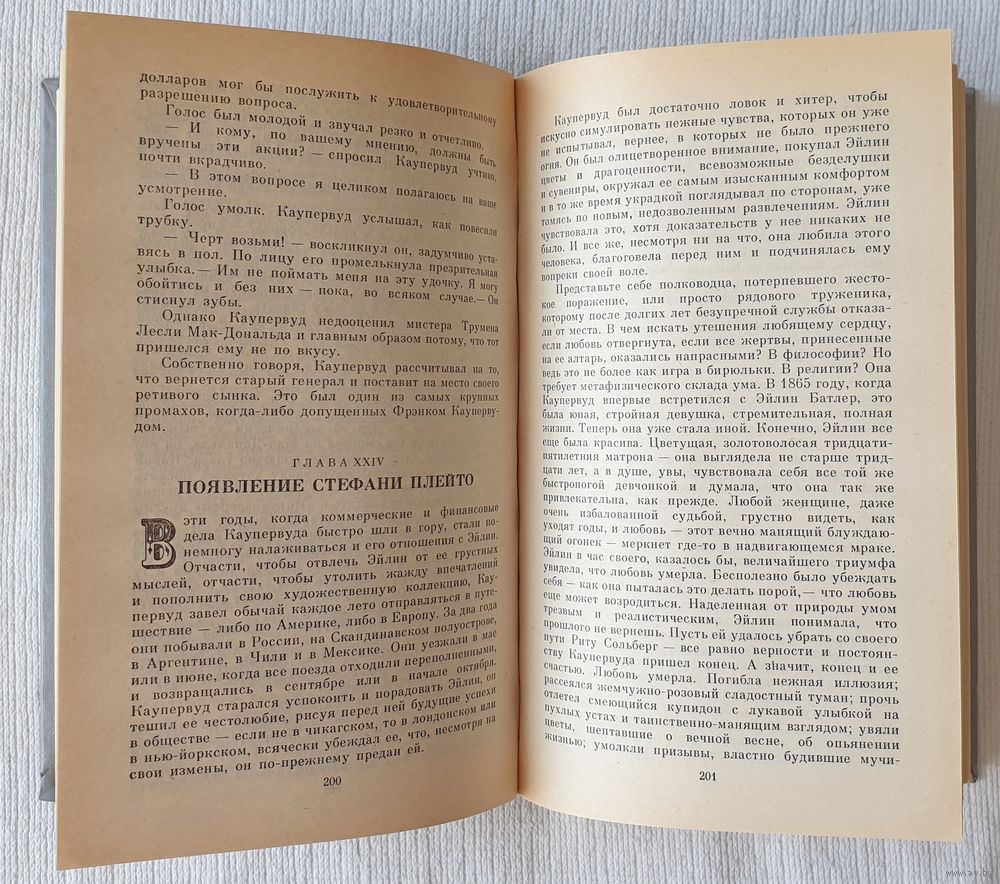 долларов мог бы послужить к удовлетворительному
разрешению вопроса.
Голос был молодой и звучал резко и отчетливо.
— И кому, по вашему мнению, должны быть
вручены эти акции? — спросил Каупервуд учтиво,
почти вкрадчиво.
— В этом вопросе я целиком полагаюсь на ваше
усмотрение.
Голос умолк. Каупервуд услышал, как повесили
трубку.
— Черт возьми! — воскликнул он, задумчиво уста-
вясь в пол. По лицу его промелькнула презрительная
улыбка.— Им не поймать меня на эту удочку. Я могу
обойтись и без них — пока, во всяком случае.— Он
стиснул зубы.
Однако Каупервуд недооценил мистера Трумена
Лесли Мак-Дональда и главным образом потому, что тот
пришелся ему не по вкусу.
Собственно говоря, Каупервуд рассчитывал на то,
что вернется старый генерал и поставит на место своего
ретивого сынка. Это был один из самых крупных
промахов, когда-либо допущенных Фрэнком Каупервy-
дом.
ГЛАВА XXIV
ПОЯВЛЕНИЕ СТЕФАНИ ПЛЕЙТО
В эти годы, когда коммерческие и финансовые
дела Каупервуда быстро шли в гору, стали по-
немногу налаживаться и его отношения с Эйлин.
Отчасти, чтобы отвлечь Эйлин от ее грустных
мыслей, отчасти, чтобы утолить жажду впечатлений
и пополнить свою художественную коллекцию, Кау-
первуд завел обычай каждое лето отправляться в путе-
шествие — либо по Америке, либо в Европу. За два года
они побывали в России, на Скандинавском полуострове,
в Аргентине, в Чили и в Мексике. Они уезжали в мае
или в июне, когда все поезда отходили переполненными,
и возвращались в сентябре или в начале октября.
Каупервуд старался успокоить и порадовать Эйлин, он
тешил ее честолюбие, рисуя перед ней будущие успехи
в обществе — если не в чикагском, то в лондонском или
в нью-йоркском, всячески убеждал ее, что, несмотря на
свои измены, он по-прежнему предан ей.
200
Каупервуд был достаточно ловок и хитер, чтобы
искусно симулировать нежные чувства, которых он уже
не испытывал, вернее, в которых не было прежнего
огня. Он был олицетворенное внимание, покупал Эйлин
цветы и драгоценности, всевозможные безделушки
и сувениры, окружал ее самым изысканным комфортом
и в то же время украдкой поглядывал по сторонам, уже
томясь по новым, недозволенным развлечениям. Эйлин
чувствовала это, хотя доказательств у нее никаких не
было. И все же, несмотря ни на что, она любила этого
человека, благоговела перед ним и подчинялась ему
вопреки своей воле.
Представьте себе полководца, потерпевшего жесто-
кое поражение, или просто рядового труженика,
которому после долгих лет безупречной службы отказа-
ли от места. В чем искать утешения любящему сердцу,
если любовь отвергнута, если все жертвы, принесенные
на ее алтарь, оказались напрасными? В философии? Но
ведь это не более как игра в бирюльки. В религии? Она
требует метафизического склада ума. В 1865 году, когда
Каупервуд впервые встретился с Эйлин Батлер, это
была юная, стройная девушка, стремительная, полная
жизни. Теперь она уже стала иной. Конечно, Эйлин все
еще была красива. Цветущая, золотоволосая тридцати-
пятилетняя матрона — она выглядела не старше трид-
цати лет, а в душе, увы, чувствовала себя все той же
быстроногой девчонкой и думала, что она так же
привлекательна, как прежде. Любой женщине, даже
очень избалованной судьбой, грустно видеть, как
уходят годы, и любовь — этот вечно манящий блуждаю-
щий огонек — меркнет где-то в надвигающемся мраке.
Эйлин в час своего, казалось бы, величайшего триумфа
увидела, что любовь умерла. Бесполезно было убеждать
себя — как она пыталась это делать порой,— что любовь
еще может возродиться. Наделенная от природы умом
трезвым и реалистическим, Эйлин понимала, что
прошлого не вернешь. Пусть ей удалось убрать со своего
пути Риту Сольберг — все равно верности и постоян-
ству Каупервуда пришел конец. А значит, конец и ее
счастью. Любовь умерла. Погибла нежная иллюзия;
рассеялся жемчужно-розовый сладостный туман; прочь
отлетел смеющийся купидон с лукавой улыбкой на
пухлых устах и таинственно-манящим взглядом; увяли
цветы, шептавшие о вечной весне, об опьянении
жизнью; умолкли призывы, властно будившие мучи-
201
www.ay.by